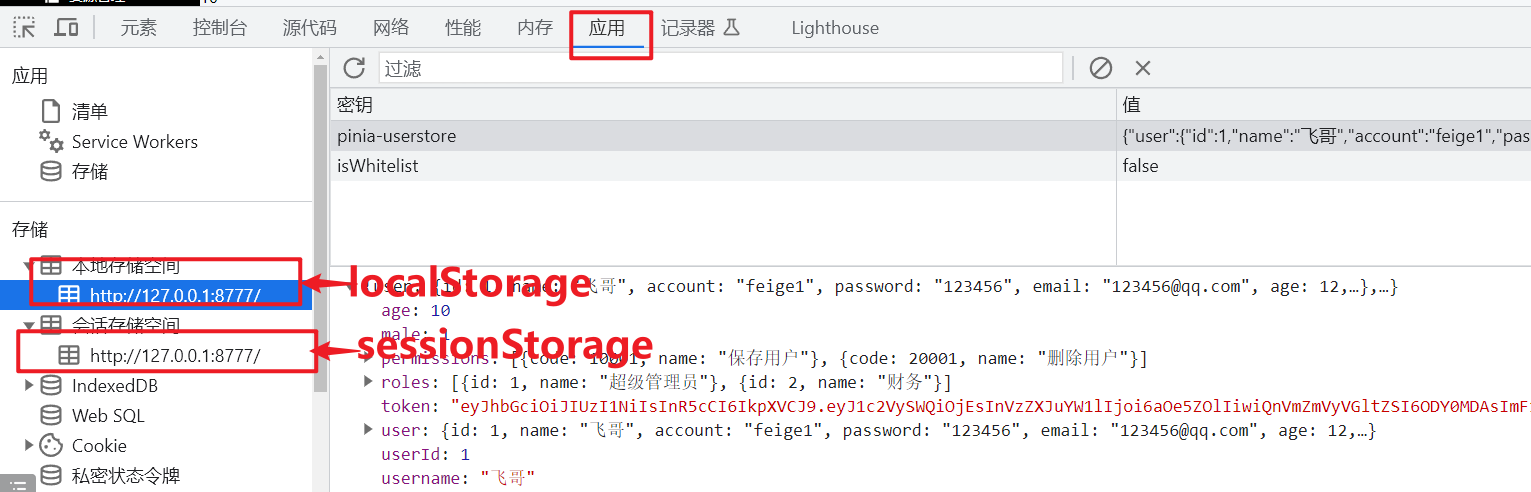 元素 控制台 源代码 网络 性能 内存 应用 记录器 Lighthouse
应用
清单
Service Workers
存储
存储
本地存储空间
http://127.0.0.1:8777/
会话存储空间
http://127.0.0.1:8777/
IndexedDB
Web SQL
Cookie
私密状态令牌
过滤
密钥 值
pinia-userstore {"user":{"id":1,"name":"飞哥","account":"feige1","pas
isWhitelist false
localStorage
sessionStorage
user: {id: 1, name: "飞哥", account: "feige1", password: "123456", email: "123456@qq.com", age: 12,…},…}
age: 10
male: 1
permissions: [{code: 10001, name: "保存用户"}, {code: 20001, name: "删除用户"}]
roles: [{id: 1, name: "超级管理员"}, {id: 2, name: "财务"}]
token: "eyJhbGciOiJIUzI1NiIsInR5cCI6IkpXVCJ9.eyJ1c2VySWQiOjEsInVzZXJuYW1lIjoi6aOe5ZOlIiwiQnVmZmVyVGltZSI6ODY0MDAsImF
user: {id: 1, name: "飞哥", account: "feige1", password: "123456", email: "123456@qq.com", age: 12,…}
userId: 1
username: "飞哥"